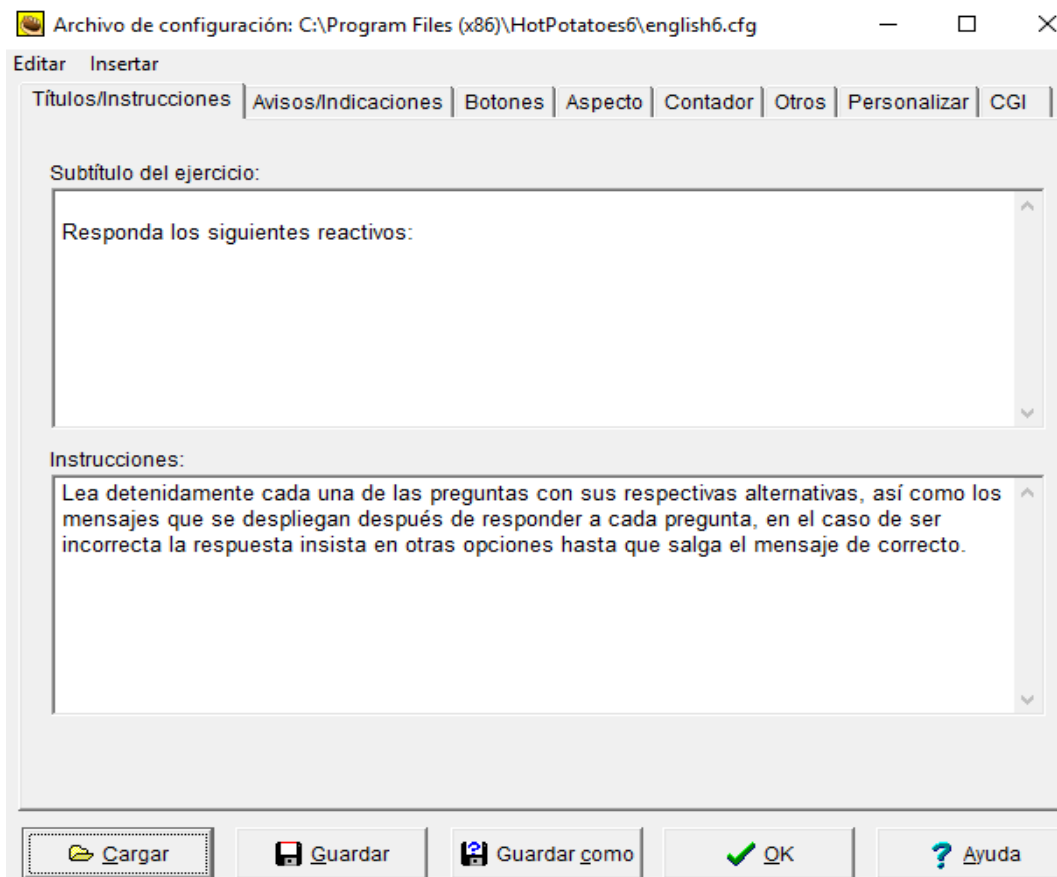 Archivo de configuración: C:\Program Files (x86)\HotPotatoes6\english6.cfg
Editar Insertar
Títulos/Instrucciones Avisos/Indicaciones Botones Aspecto Contador Otros Personalizar CGI
Subtítulo del ejercicio:
Responda los siguientes reactivos:
Instrucciones:
Lea detenidamente cada una de las preguntas con sus respectivas alternativas, así como los
mensajes que se despliegan después de responder a cada pregunta, en el caso de ser
incorrecta la respuesta insista en otras opciones hasta que salga el mensaje de correcto.
Cargar Guardar Guardar como OK Ayuda